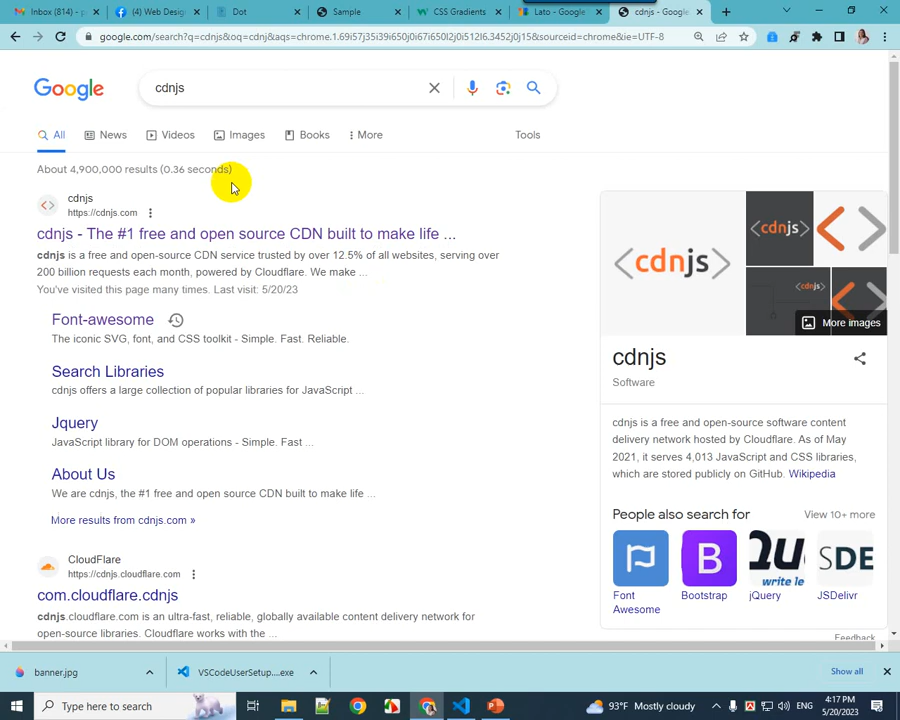 Inbox (814) - p
(4) Web Desig
Dot
Sample
CSS Gradients
Lato - Google
cdnjs - Google
google.com/search?q=cdnjs&oq=cdnj&aqs=chrome.1.69i57j35i39i650j0i67i650l2j0i512l6.3452j0j15&sourceid=chrome&ie=UTF-8
Google
cdnjs
All
News
Videos
Images
Books
More
Tools
About 4,900,000 results (0.36 seconds)
cdnjs
https://cdnjs.com
cdnjs - The #1 free and open source CDN built to make life ...
cdnjs is a free and open-source CDN service trusted by over 12.5% of all websites, serving over
200 billion requests each month, powered by Cloudflare. We make ...
You've visited this page many times. Last visit: 5/20/23
Font-awesome
The iconic SVG, font, and CSS toolkit - Simple. Fast. Reliable.
Search Libraries
cdnjs offers a large collection of popular libraries for JavaScript ...
Jquery
JavaScript library for DOM operations - Simple. Fast ...
About Us
We are cdnjs, the #1 free and open source CDN built to make life ...
More results from cdnjs.com »
CloudFlare
https://cdnjs.cloudflare.com
com.cloudflare.cdnjs
cdnjs.cloudflare.com is an ultra-fast, reliable, globally available content delivery network for
open-source libraries. Cloudflare works with the ...
<cdnjs>
<cdnjs>
<cdnjs>
More images
cdnjs
Software
cdnjs is a free and open-source software content
delivery network hosted by Cloudflare. As of May
2021, it serves 4,013 JavaScript and CSS libraries,
which are stored publicly on GitHub. Wikipedia
People also search for
View 10+ more
B
write le
JSDE
Font
Awesome
Bootstrap
jQuery
JSDelivr
Feedback
banner.jpg
VSCodeUserSetup....exe
Show all
Type here to search
93°F Mostly cloudy
4:17 PM
5/20/2023